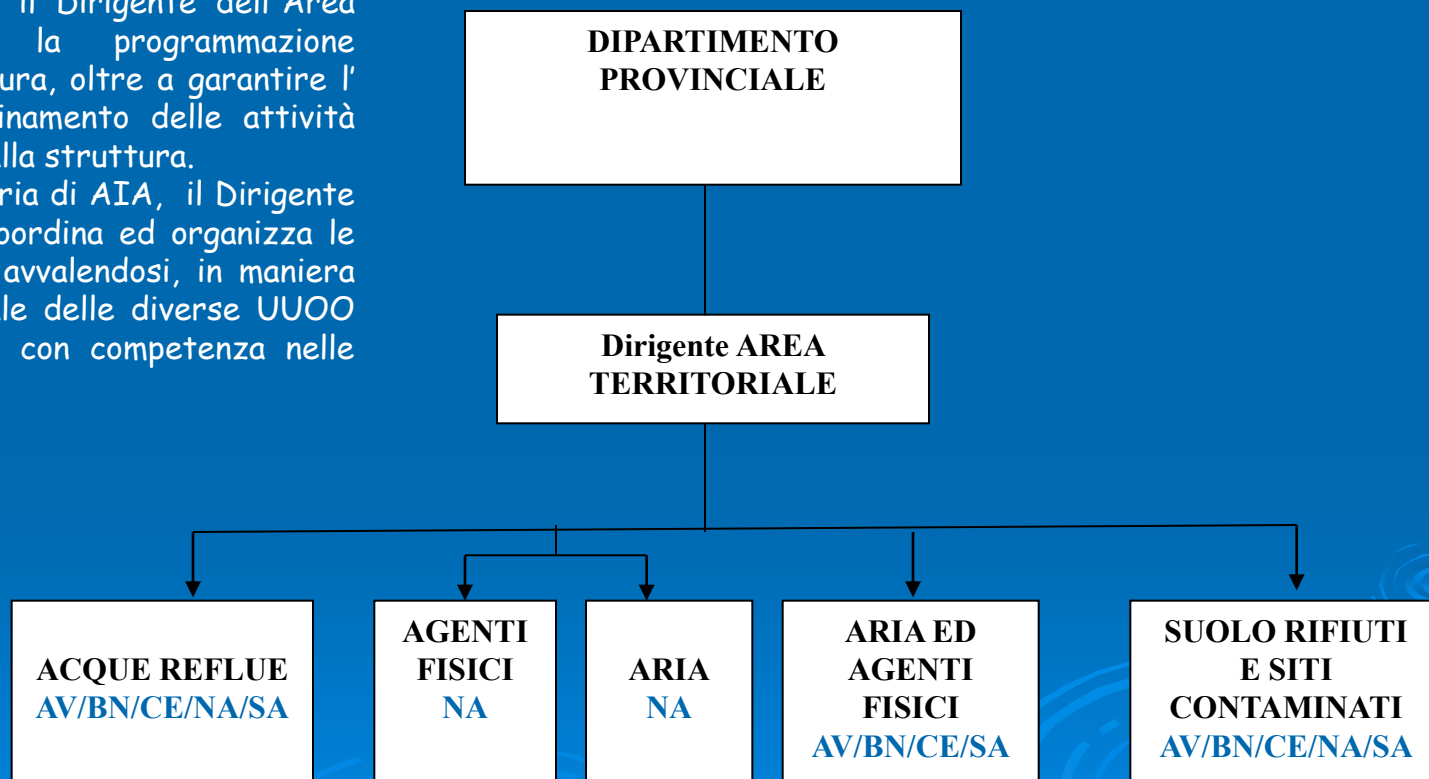 il Dirigente dell'Area
la programmazione
ura, oltre a garantire l'
inamento delle attività
lla struttura.
ria di AIA, il Dirigente
oordina ed organizza le
avvalendosi, in maniera
le delle diverse UUOO
con competenza nelle
DIPARTIMENTO
PROVINCIALE
Dirigente AREA
TERRITORIALE
ACQUE REFLUE
AV/BN/CE/NA/SA
AGENTI
FISICI
NA
ARIA
NA
ARIA ED
AGENTI
FISICI
AV/BN/CE/SA
SUOLO RIFIUTI
E SITI
CONTAMINATI
AV/BN/CE/NA/SA